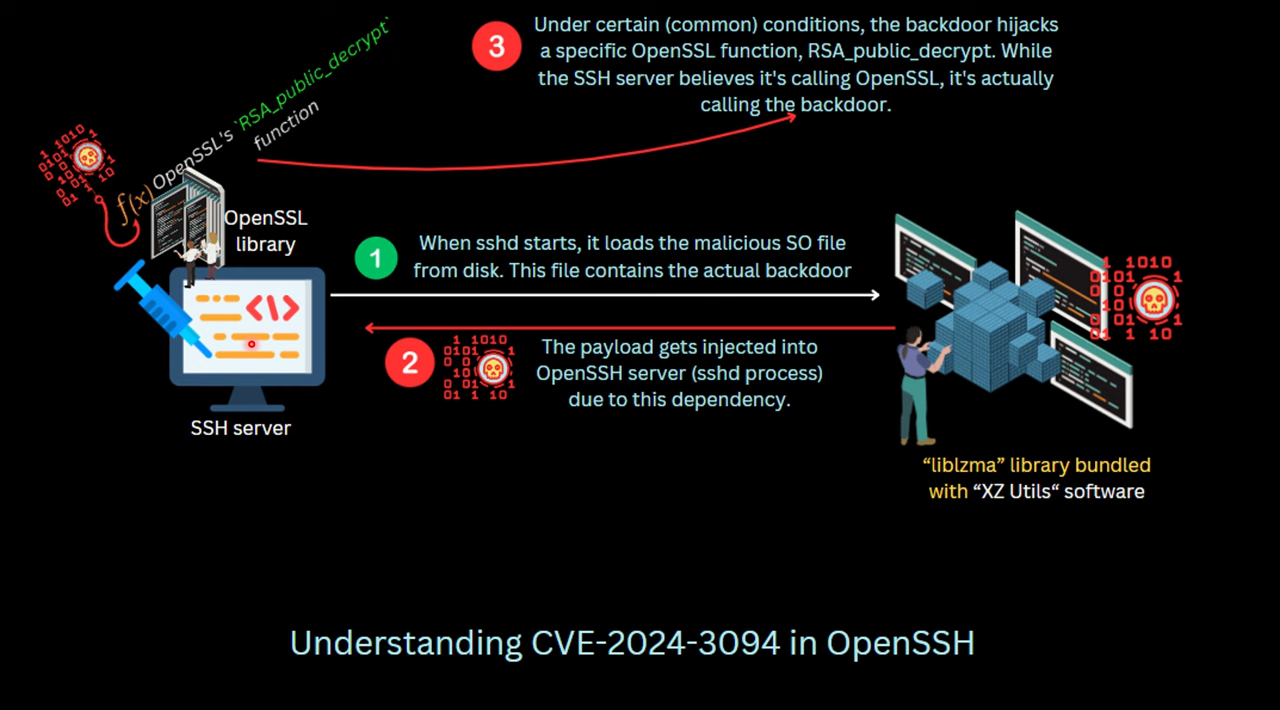 3
Under certain (common) conditions, the backdoor hijacks
a specific OpenSSL function, RSA_public_decrypt. While
the SSH server believes it's calling OpenSSL, it's actually
calling the backdoor.
OpenSSL's `RSA_public_decrypt`
function
f(x)
OpenSSL
library
1
When sshd starts, it loads the malicious SO file
from disk. This file contains the actual backdoor
2
The payload gets injected into
OpenSSH server (sshd process)
due to this dependency.
SSH server
“liblzma” library bundled
with “XZ Utils“ software
Understanding CVE-2024-3094 in OpenSSH